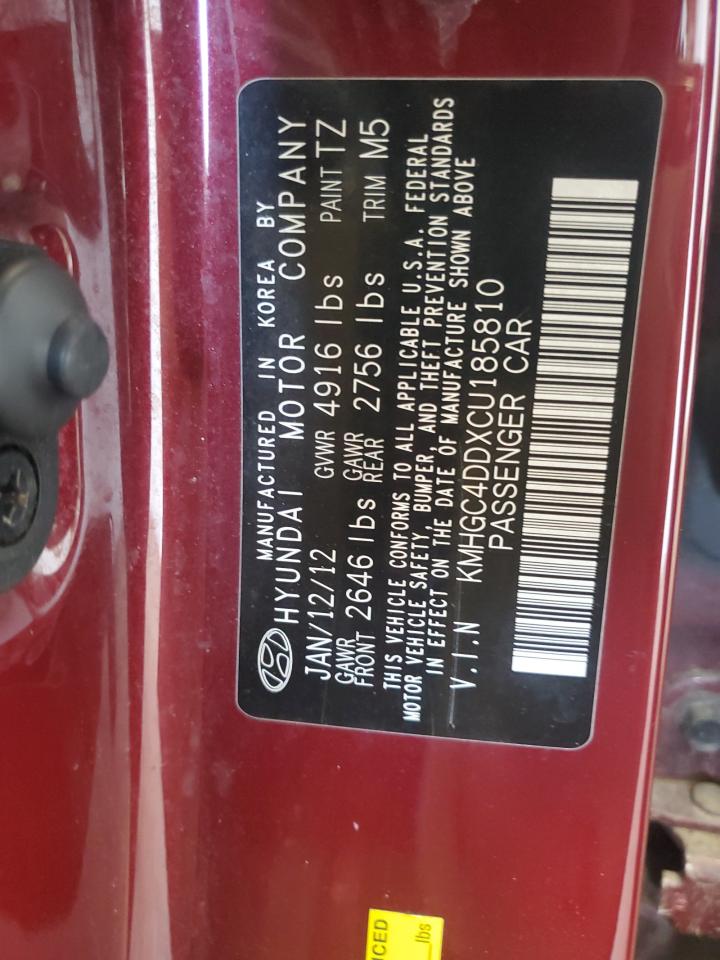 MANUFACTURED IN KOREA BY
HYUNDAI MOTOR COMPANY
JAN/12/12 GVWR 4916 lbs PAINT TZ
GAWR FRONT 2646 lbs GAWR REAR 2756 lbs TRIM M5
THIS VEHICLE CONFORMS TO ALL APPLICABLE U.S.A. FEDERAL
MOTOR VEHICLE SAFETY, BUMPER, AND THEFT PREVENTION STANDARDS
IN EFFECT ON THE DATE OF MANUFACTURE SHOWN ABOVE
V.I.N KMHGC4DDXCU185810
PASSENGER CAR
lbs